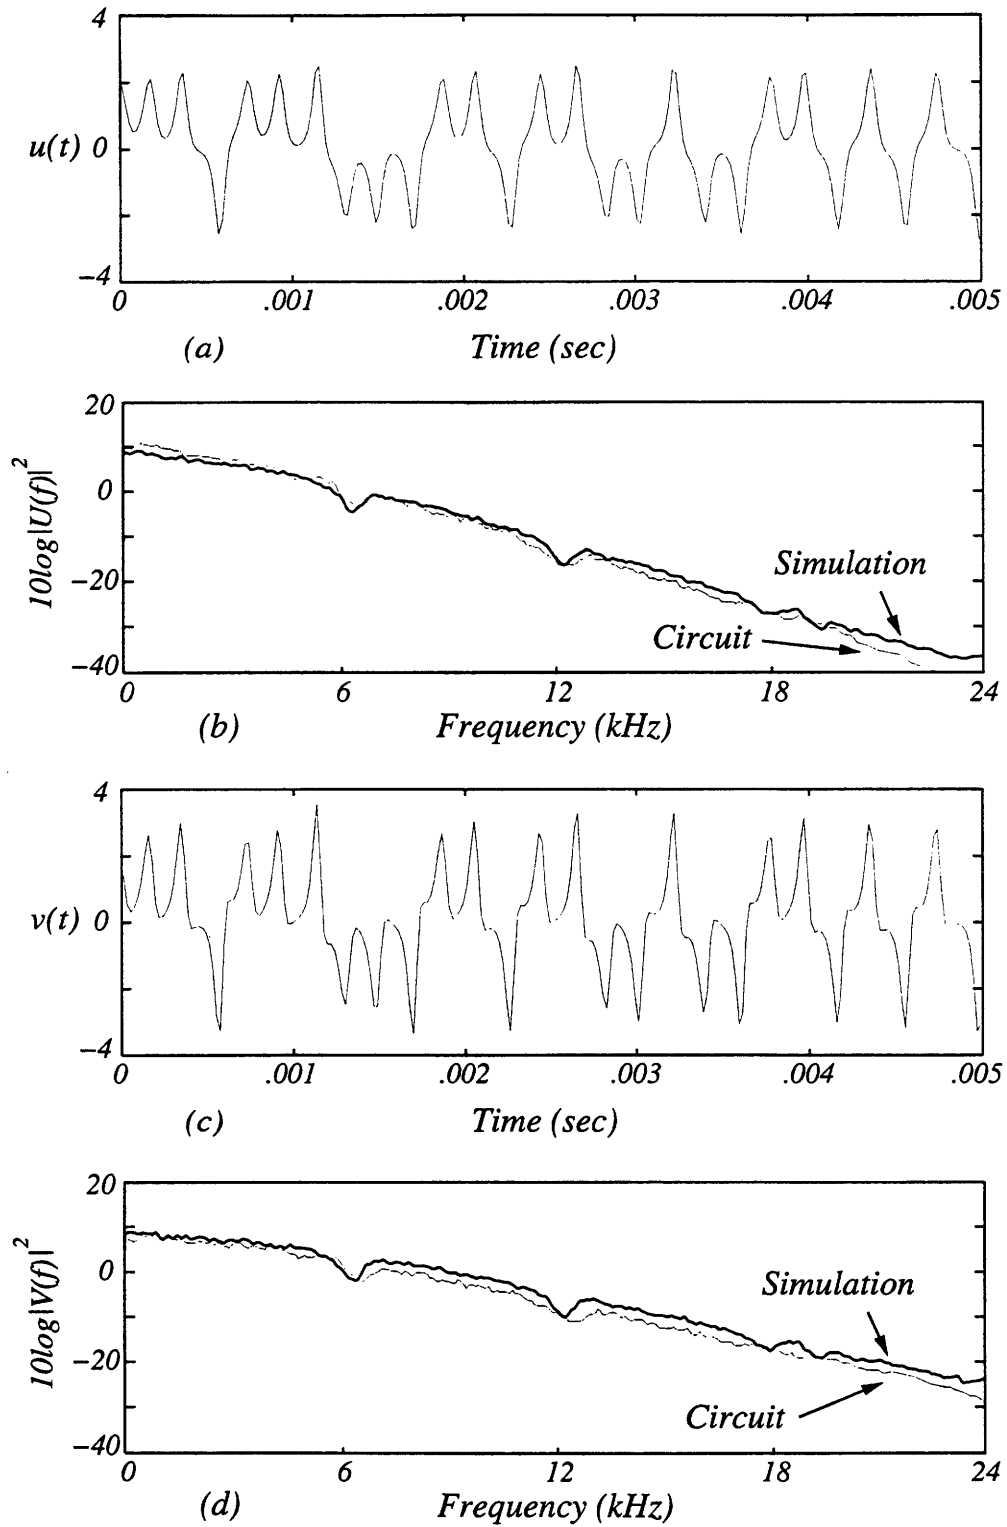 4
u(t) 0
−4
0 .001 .002 .003 .004 .005
(a) Time (sec)
20
10log|U(f)|²
0
−20
−40
Simulation
Circuit
0 6 12 18 24
(b) Frequency (kHz)
4
v(t) 0
−4
0 .001 .002 .003 .004 .005
(c) Time (sec)
20
10log|V(f)|²
0
−20
−40
Simulation
Circuit
0 6 12 18 24
(d) Frequency (kHz)